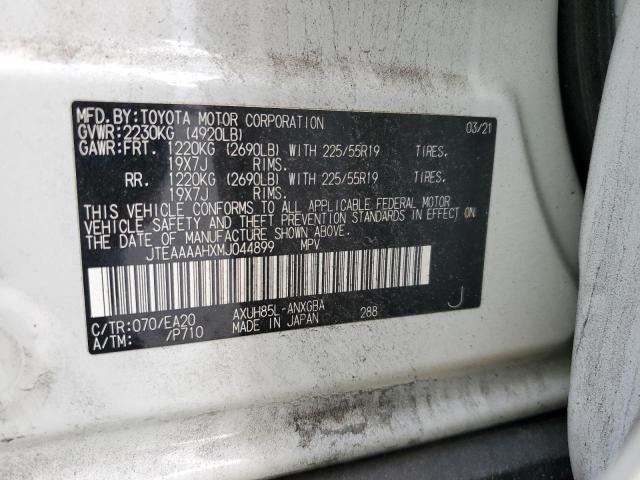 MFD.BY:TOYOTA MOTOR CORPORATION 03/21
GVWR:2230KG (4920LB)
GAWR:FRT. 1220KG (2690LB) WITH 225/55R19 TIRES.
19X7J RIMS.
RR. 1220KG (2690LB) WITH 225/55R19 TIRES.
19X7J RIMS.
THIS VEHICLE CONFORMS TO ALL APPLICABLE FEDERAL MOTOR
VEHICLE SAFETY AND THEFT PREVENTION STANDARDS IN EFFECT ON
THE DATE OF MANUFACTURE SHOWN ABOVE.
JTEAAAAHXMJ044899 MPV
C/TR:070/EA20 AXUH85L-ANXGBA 288 J
A/TM: /P710 MADE IN JAPAN